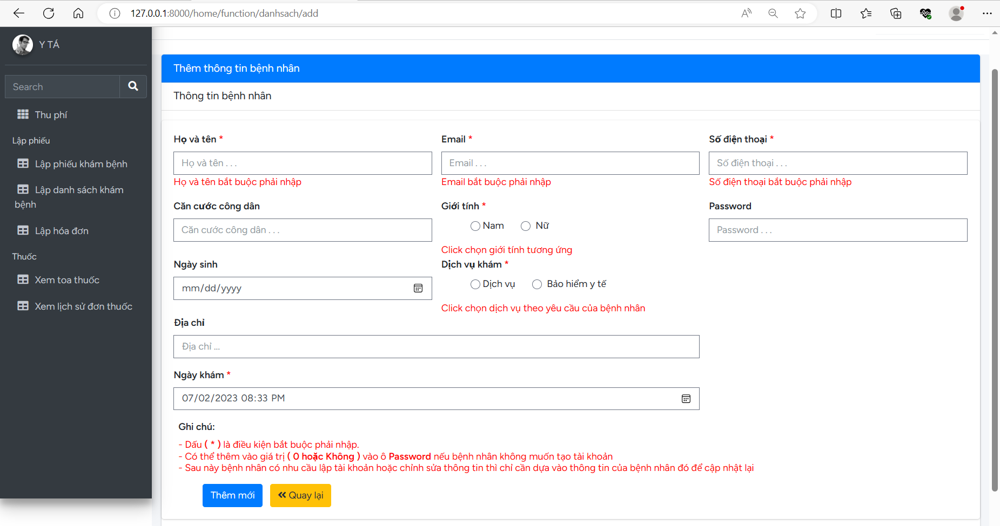 127.0.0.1:8000/home/function/danhsach/add
Y TÁ
Search
Thu phí
Lập phiếu
Lập phiếu khám bệnh
Lập danh sách khám
bệnh
Lập hóa đơn
Thuốc
Xem toa thuốc
Xem lịch sử đơn thuốc
Thêm thông tin bệnh nhân
Thông tin bệnh nhân
Họ và tên * Email * Số điện thoại *
Họ và tên . . . Email . . . Số điện thoại . . .
Họ và tên bắt buộc phải nhập Email bắt buộc phải nhập Số điện thoại bắt buộc phải nhập
Căn cước công dân Giới tính * Password
Căn cước công dân . . . Nam Nữ Password . . .
Click chọn giới tính tương ứng
Ngày sinh Dịch vụ khám *
mm/dd/yyyy Dịch vụ Bảo hiểm y tế
Click chọn dịch vụ theo yêu cầu của bệnh nhân
Địa chỉ
Địa chỉ ...
Ngày khám *
07/02/2023 08:33 PM
Ghi chú:
- Dấu ( * ) là điều kiện bắt buộc phải nhập.
- Có thể thêm vào giá trị ( 0 hoặc Không ) vào ô Password nếu bệnh nhân không muốn tạo tài khoản
- Sau này bệnh nhân có nhu cầu lập tài khoản hoặc chỉnh sửa thông tin thì chỉ cần dựa vào thông tin của bệnh nhân đó để cập nhật lại
Thêm mới Quay lại